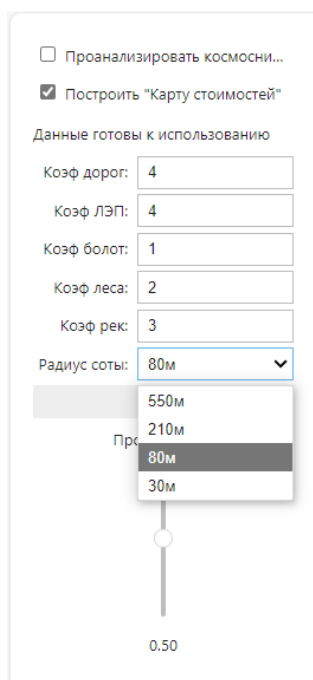 Проанализировать космосни...
Построить "Карту стоимостей"
Данные готовы к использованию
Коэф дорог: 4
Коэф ЛЭП: 4
Коэф болот: 1
Коэф леса: 2
Коэф рек: 3
Радиус соты: 80м
550м
210м
80м
30м
0.50